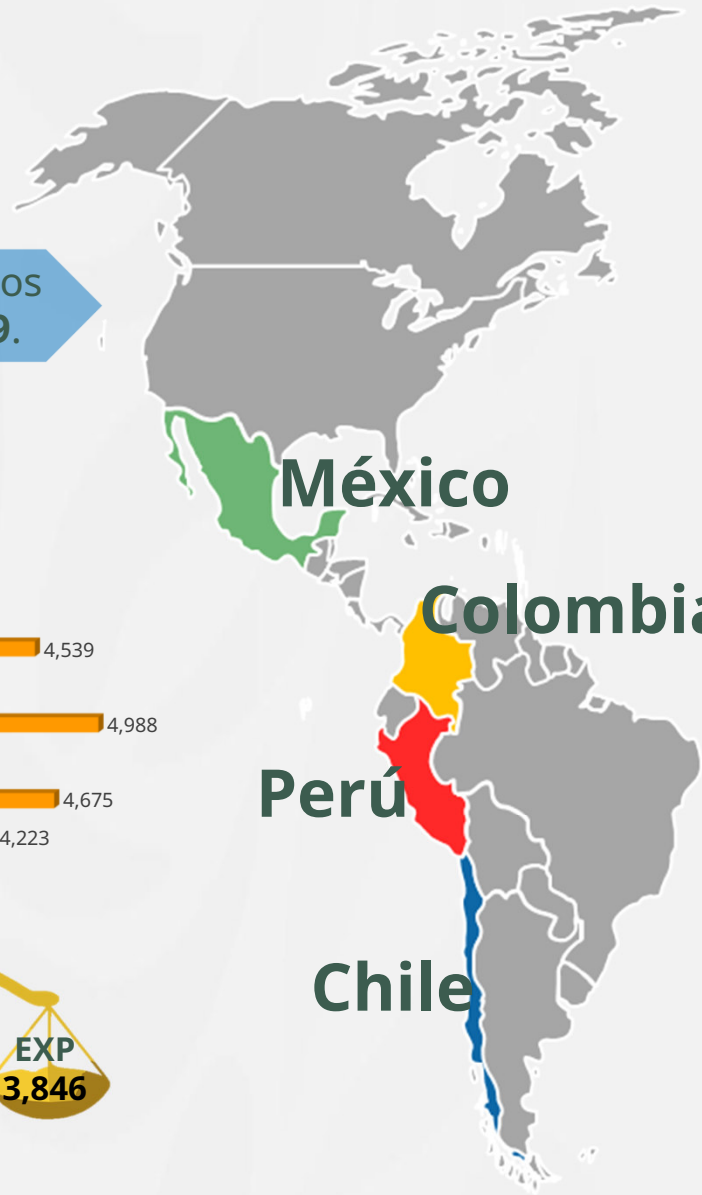 os
9.
México
Colombia
4,539
4,988
Perú
4,675
4,223
Chile
EXP
3,846